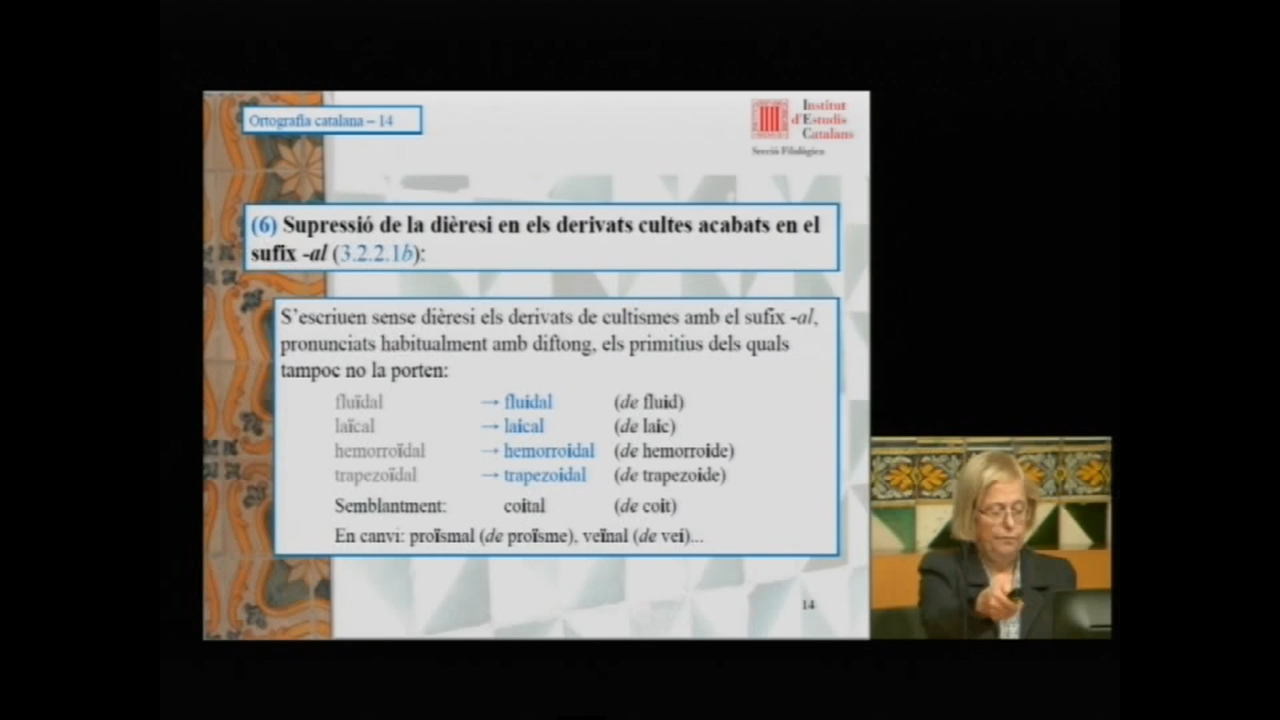 Ortografia catalana – 14
Institut
d'Estudis
Catalans
Secció Filològica
(6) Supressió de la dièresi en els derivats cultes acabats en el
sufix -al (3.2.2.1b):
S'escriuen sense dièresi els derivats de cultismes amb el sufix -al,
pronunciats habitualment amb diftong, els primitius dels quals
tampoc no la porten:
fluïdal → fluidal (de fluid)
laïcal → laical (de laic)
hemorroïdal → hemorroidal (de hemorroide)
trapezoïdal → trapezoidal (de trapezoide)
Semblantment: coital (de coit)
En canvi: proïsmal (de proïsme), veïnal (de veí)...
14